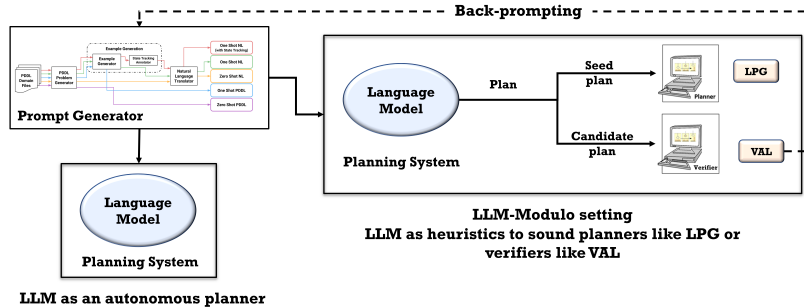 Back-prompting
Example Generation
PDDL
Domain
Files
PDDL
Problem
Generator
Example
Generator
State Tracking
Annotator
Natural
Language
Translator
One Shot NL
(with State Tracking)
One Shot NL
Zero Shot NL
One Shot PDDL
Zero Shot PDDL
Prompt Generator
Language
Model
Planning System
LLM as an autonomous planner
Language
Model
Planning System
Plan
Seed
plan
Candidate
plan
Planner
LPG
Verifier
VAL
LLM-Modulo setting
LLM as heuristics to sound planners like LPG or
verifiers like VAL